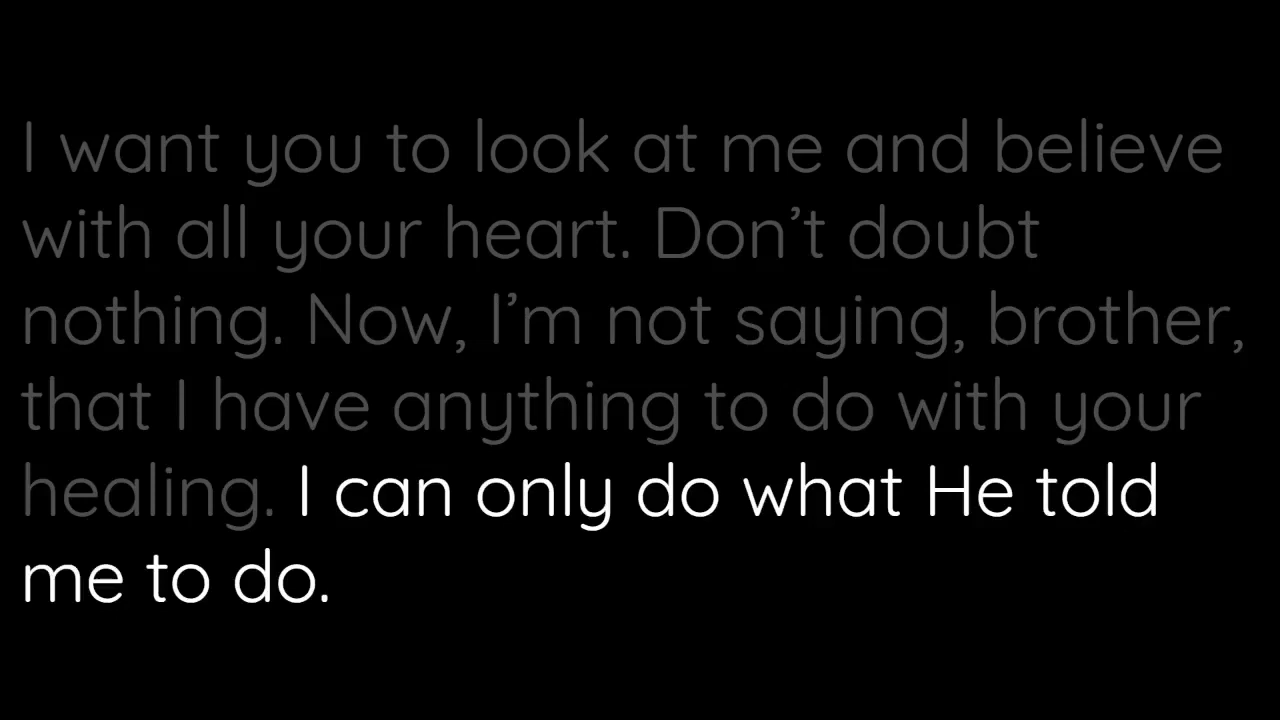 I want you to look at me and believe
with all your heart. Don’t doubt
nothing. Now, I’m not saying, brother,
that I have anything to do with your
healing. I can only do what He told
me to do.